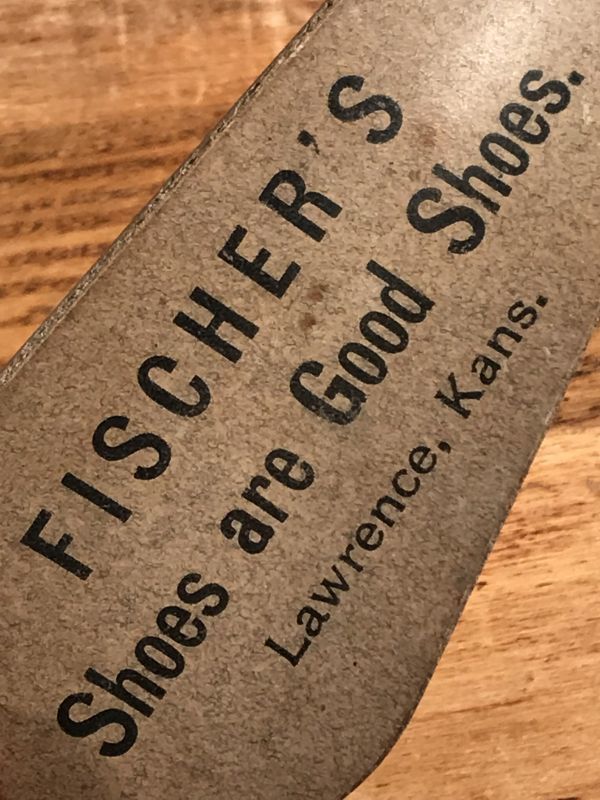 FISCHER'S
Shoes are Good Shoes.
Lawrence, Kans.